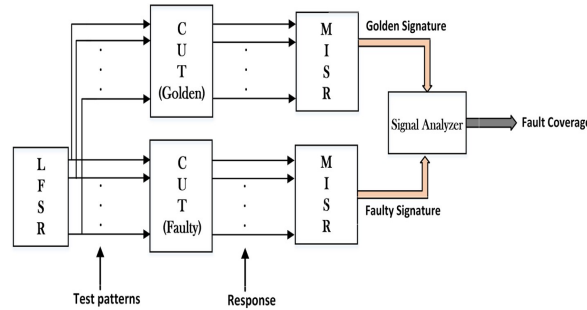 C
U
T
(Golden)
M
I
S
R
Golden Signature
Signal Analyzer
Fault Coverage
L
F
S
R
C
U
T
(Faulty)
M
I
S
R
Faulty Signature
Test patterns
Response